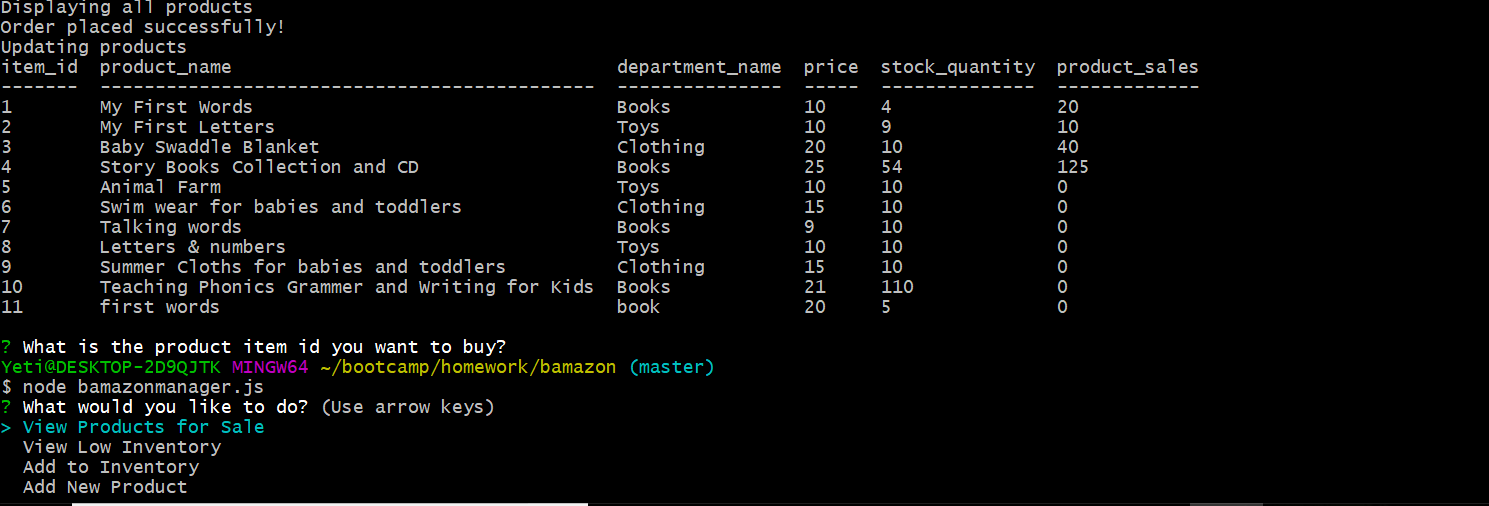 Displaying all products
Order placed successfully!
Updating products
item_id  product_name                                   department_name  price  stock_quantity  product_sales
-------  ---------------------------------------------  ---------------  -----  --------------  -------------
1        My First Words                                 Books            10     4               20
2        My First Letters                               Toys             10     9               10
3        Baby Swaddle Blanket                           Clothing         20     10              40
4        Story Books Collection and CD                  Books            25     54              125
5        Animal Farm                                    Toys             10     10              0
6        Swim wear for babies and toddlers              Clothing         15     10              0
7        Talking words                                  Books            9      10              0
8        Letters & numbers                              Toys             10     10              0
9        Summer Cloths for babies and toddlers          Clothing         15     10              0
10       Teaching Phonics Grammer and Writing for Kids  Books            21     110             0
11       first words                                    book             20     5               0
? What is the product item id you want to buy?
Yeti@DESKTOP-2D9QJTK MINGW64 ~/bootcamp/homework/bamazon (master)
$ node bamazonmanager.js
? What would you like to do? (Use arrow keys)
> View Products for Sale
  View Low Inventory
  Add to Inventory
  Add New Product